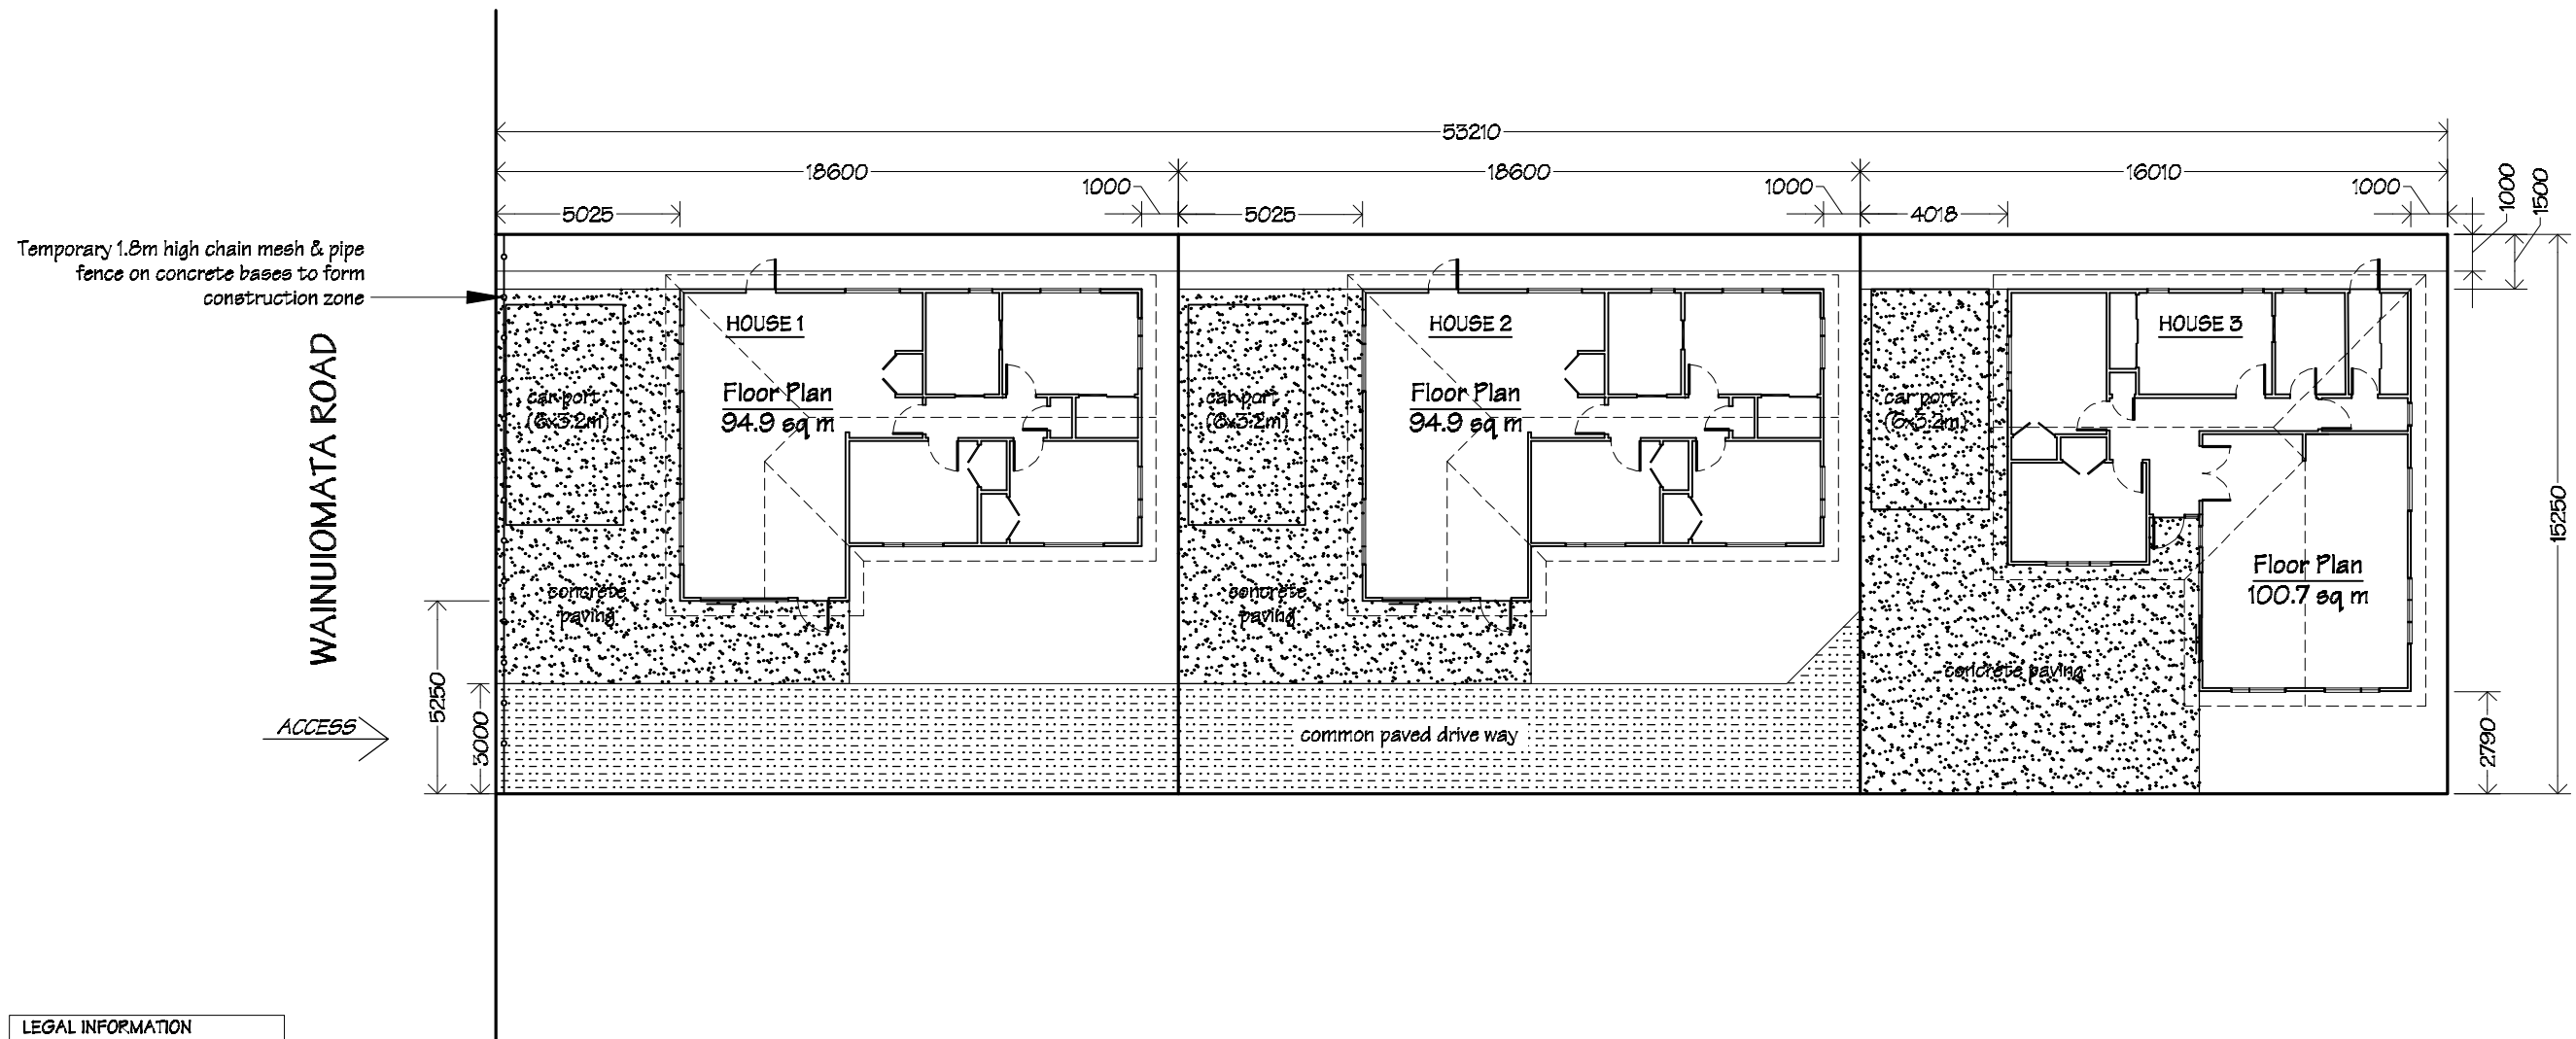 53210
18600
18600
16010
1000
1000
1000
5025
5025
4018
1000
1500
Temporary 1.8m high chain mesh & pipe
fence on concrete bases to form
construction zone
WAINUIOMATA ROAD
HOUSE 1
Floor Plan
94.9 sq m
car port
(6x3.2m)
concrete
paving
HOUSE 2
Floor Plan
94.9 sq m
car port
(6x3.2m)
concrete
paving
HOUSE 3
car port
(6x3.2m)
Floor Plan
100.7 sq m
concrete paving
15250
5250
3000
2790
ACCESS
common paved drive way
LEGAL INFORMATION